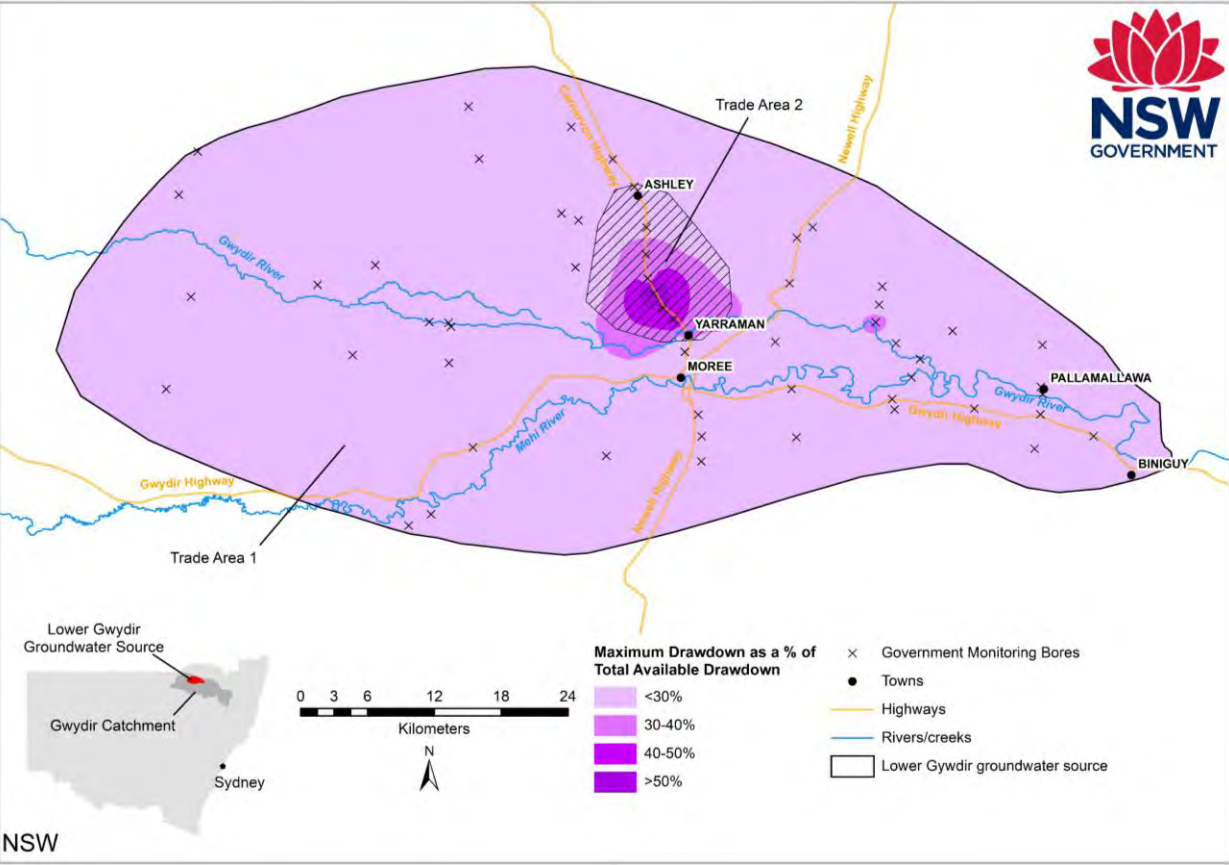 NSW
GOVERNMENT
Carnarvon Highway
Newell Highway
Trade Area 2
ASHLEY
Gwydir River
YARRAMAN
MOREE
PALLAMALLAWA
Gwydir River
Gwydir Highway
Mehi River
BINIGUY
Newell Highway
Gwydir Highway
Trade Area 1
Lower Gwydir
Groundwater Source
Gwydir Catchment
Sydney
NSW
0 3 6 12 18 24
Kilometers
N
Maximum Drawdown as a % of
Total Available Drawdown
<30%
30-40%
40-50%
>50%
Government Monitoring Bores
Towns
Highways
Rivers/creeks
Lower Gywdir groundwater source